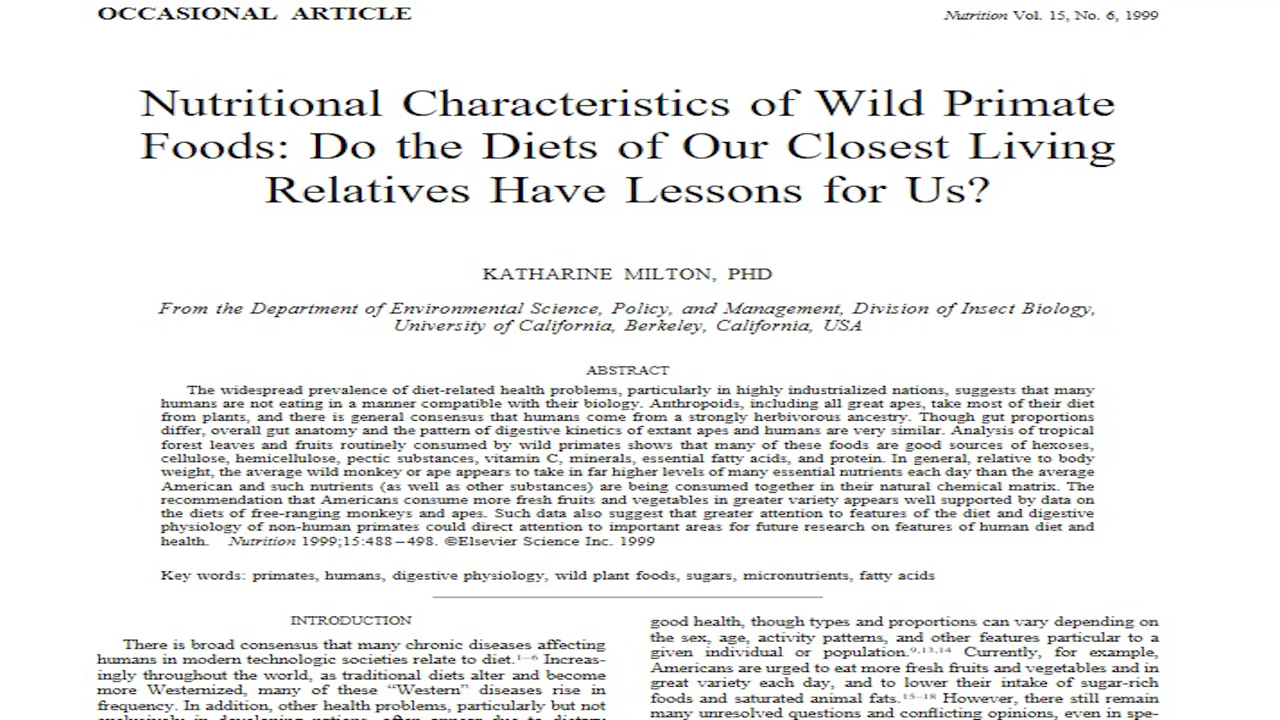 OCCASIONAL ARTICLE
Nutrition Vol. 15, No. 6, 1999
Nutritional Characteristics of Wild Primate
Foods: Do the Diets of Our Closest Living
Relatives Have Lessons for Us?
KATHARINE MILTON, PHD
From the Department of Environmental Science, Policy, and Management, Division of Insect Biology,
University of California, Berkeley, California, USA
ABSTRACT
The widespread prevalence of diet-related health problems, particularly in highly industrialized nations, suggests that many
humans are not eating in a manner compatible with their biology. Anthropoids, including all great apes, take most of their diet
from plants, and there is general consensus that humans come from a strongly herbivorous ancestry. Though gut proportions
differ, overall gut anatomy and the pattern of digestive kinetics of extant apes and humans are very similar. Analysis of tropical
forest leaves and fruits routinely consumed by wild primates shows that many of these foods are good sources of hexoses,
cellulose, hemicellulose, pectic substances, vitamin C, minerals, essential fatty acids, and protein. In general, relative to body
weight, the average wild monkey or ape appears to take in far higher levels of many essential nutrients each day than the average
American and such nutrients (as well as other substances) are being consumed together in their natural chemical matrix. The
recommendation that Americans consume more fresh fruits and vegetables in greater variety appears well supported by data on
the diets of free-ranging monkeys and apes. Such data also suggest that greater attention to features of the diet and digestive
physiology of non-human primates could direct attention to important areas for future research on features of human diet and
health. Nutrition 1999;15:488–498. ©Elsevier Science Inc. 1999
Key words: primates, humans, digestive physiology, wild plant foods, sugars, micronutrients, fatty acids
INTRODUCTION
There is broad consensus that many chronic diseases affecting
humans in modern technologic societies relate to diet.1–6 Increas-
ingly throughout the world, as traditional diets alter and become
more Westernized, many of these “Western” diseases rise in
frequency. In addition, other health problems, particularly but not
exclusively in developing nations, often appear due to dietary
good health, though types and proportions can vary depending on
the sex, age, activity patterns, and other features particular to a
given individual or population.9,13,14 Currently, for example,
Americans are urged to eat more fresh fruits and vegetables and in
great variety each day, and to lower their intake of sugar-rich
foods and saturated animal fats.15–18 However, there still remain
many unresolved questions and conflicting opinions, even in spe-